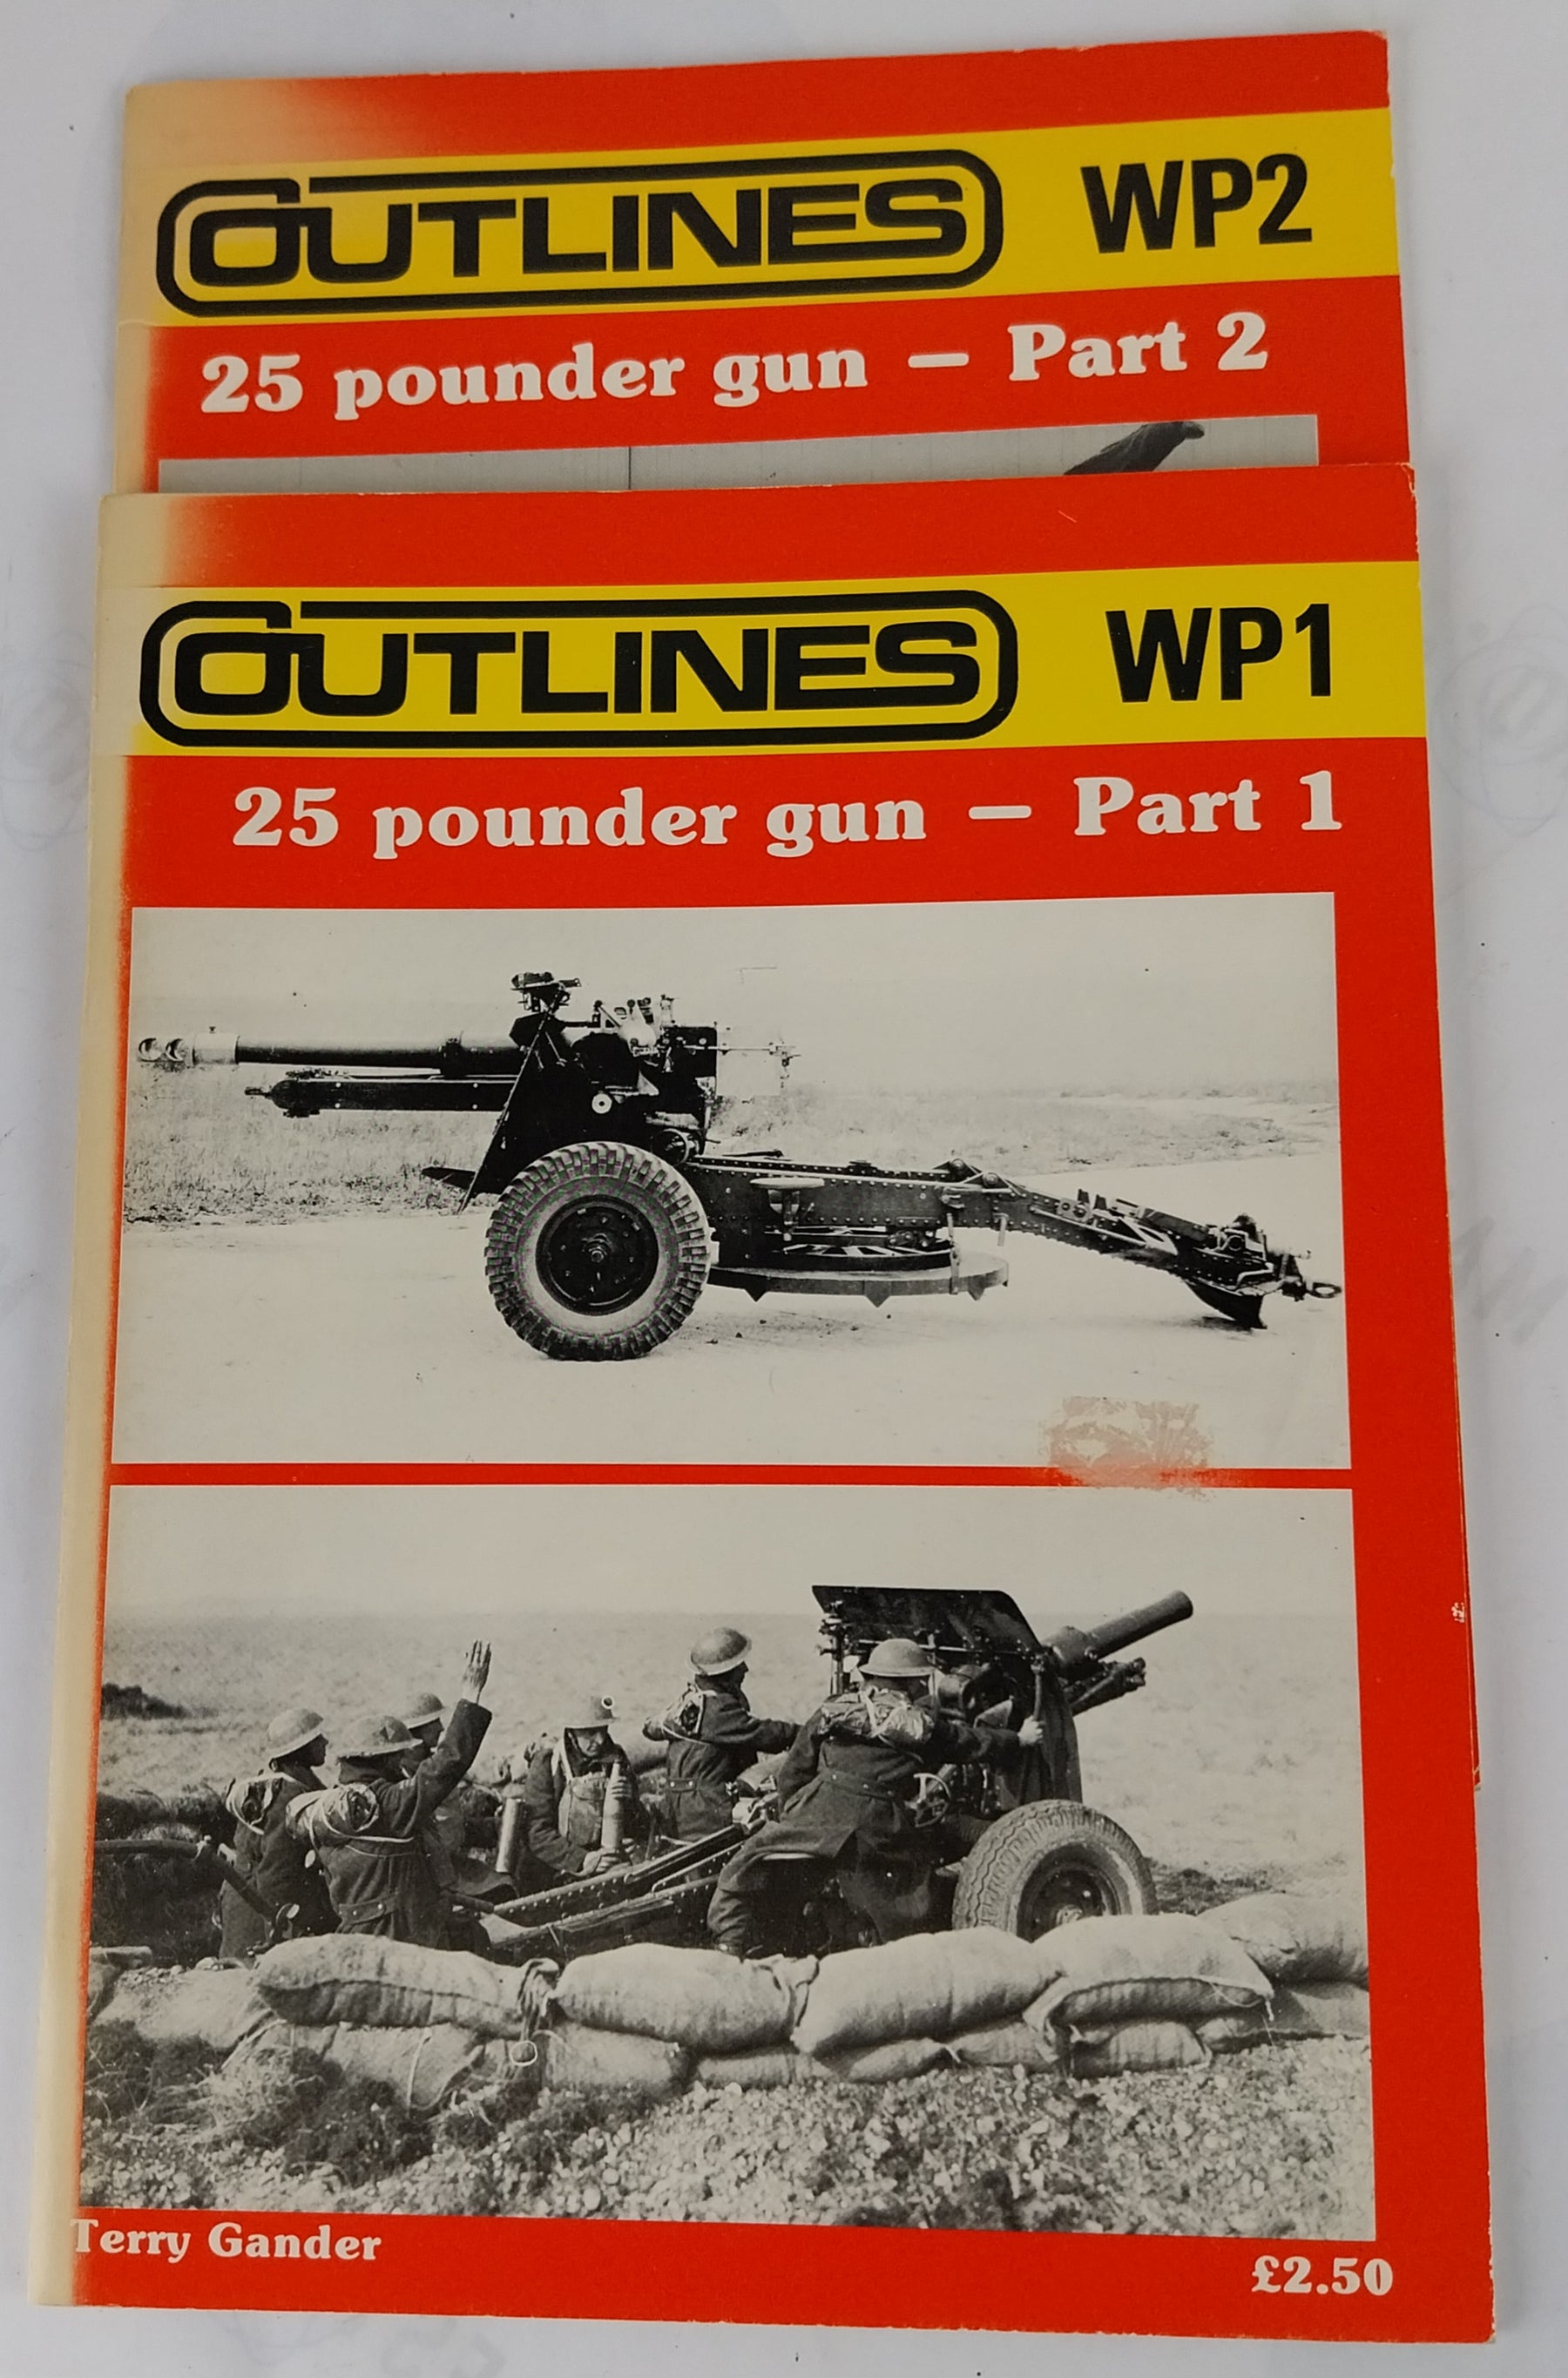 OUTLINES WP2
25 pounder gun — Part 2
OUTLINES WP1
25 pounder gun — Part 1
Terry Gander
£2.50